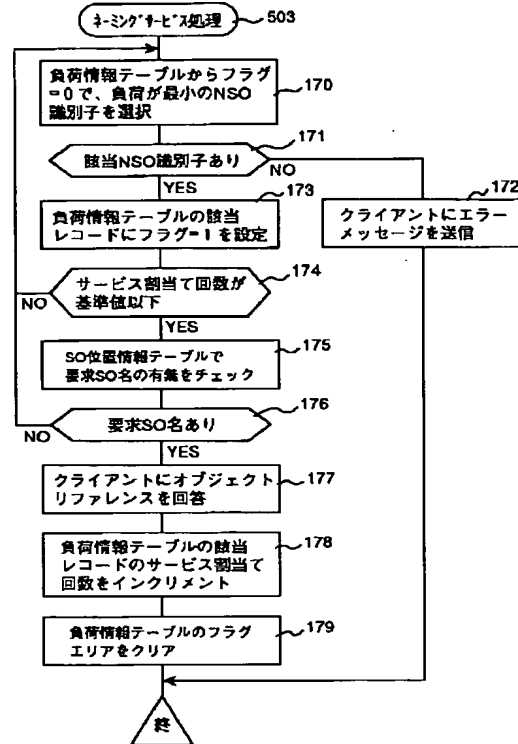 ネーミングサービス処理
503
負荷情報テーブルからフラグ
=0で、負荷が最小のNSO
識別子を選択
170
171
該当NSO識別子あり
NO
YES
173
172
負荷情報テーブルの該当
レコードにフラグ=1を設定
クライアントにエラー
メッセージを送信
174
サービス割当て回数が
基準値以下
NO
YES
175
SO位置情報テーブルで
要求SO名の有無をチェック
176
要求SO名あり
NO
YES
クライアントにオブジェクト
リファレンスを回答
177
負荷情報テーブルの該当
レコードのサービス割当て
回数をインクリメント
178
負荷情報テーブルのフラグ
エリアをクリア
179
終